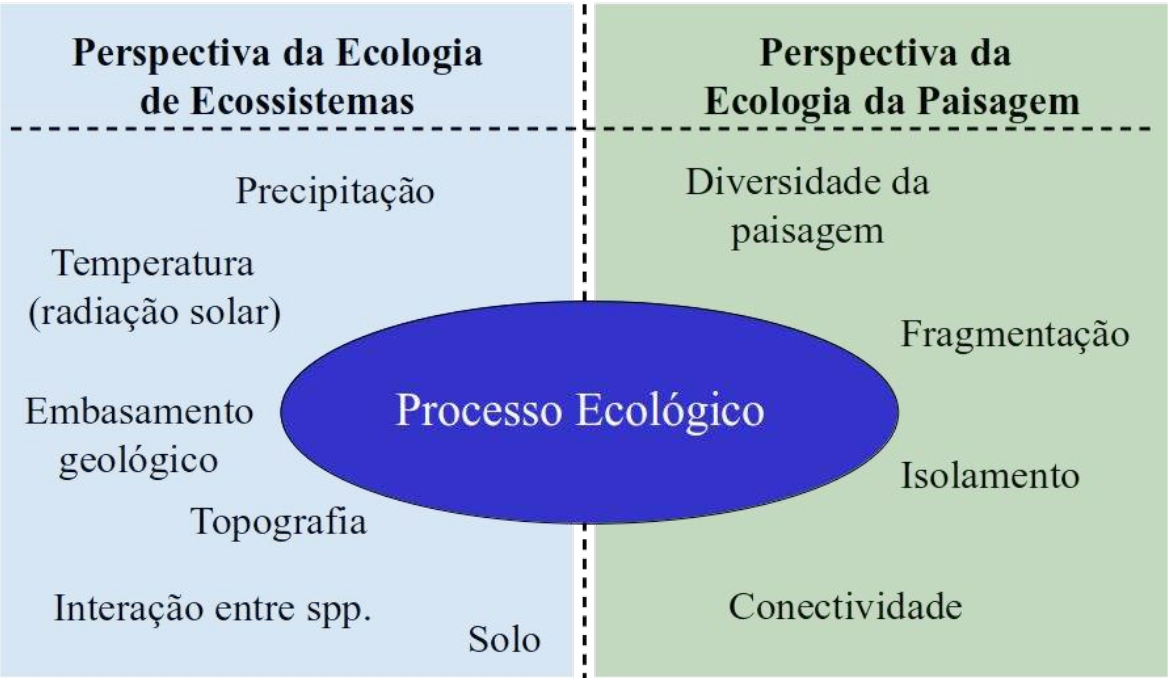 Perspectiva da Ecologia
de Ecossistemas
Precipitação
Temperatura
(radiação solar)
Embasamento
geológico
Topografia
Interação entre spp.
Solo
Processo Ecológico
Perspectiva da
Ecologia da Paisagem
Diversidade da
paisagem
Fragmentação
Isolamento
Conectividade